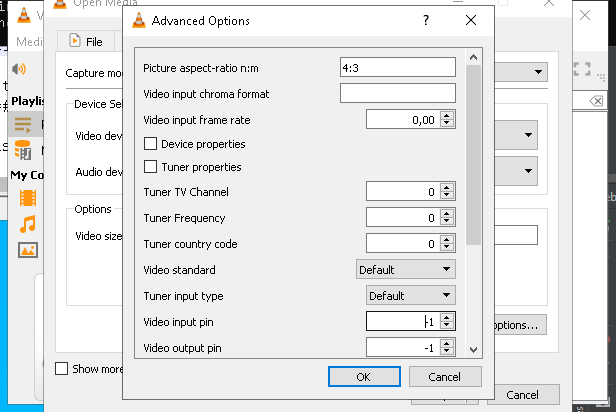 Open Media
Advanced Options
?
Medi
File
Capture mo
Picture aspect-ratio n:m
4:3
Video input chroma format
Playlis
Device Sel
Video input frame rate
0,00
Video dev
Device properties
Audio dev
Tuner properties
My Co
Tuner TV Channel
0
Options
Tuner Frequency
0
Video size
Tuner country code
0
Video standard
Default
Tuner input type
Default
Video input pin
-1
options...
Video output pin
-1
Show more
OK
Cancel
Cancel